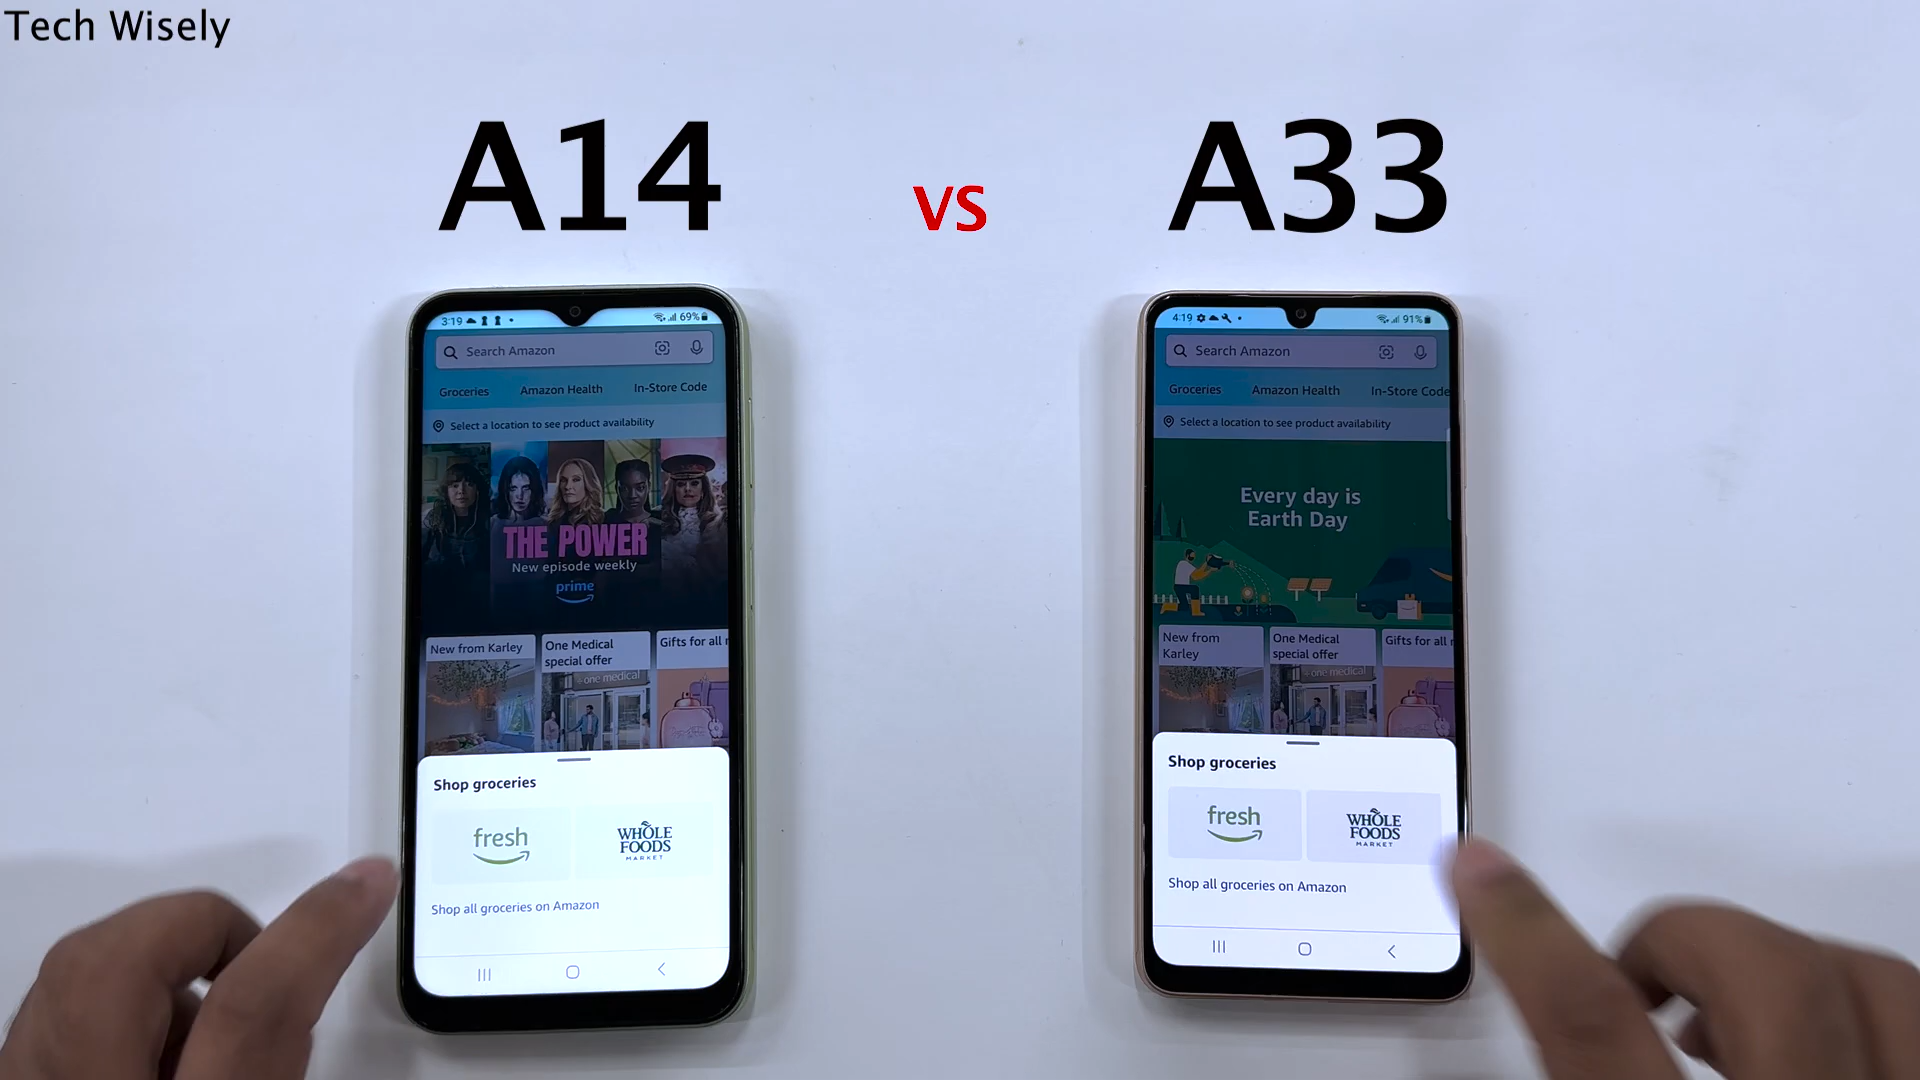 Tech Wisely
A14
vs
A33
3:19
69%
Search Amazon
Groceries
Amazon Health
In-Store Code
Select a location to see product availability
THE POWER
New episode weekly
prime
New from Karley
One Medical
special offer
Gifts for all
one medical
Shop groceries
fresh
WHOLE
FOODS
MARKET
Shop all groceries on Amazon
4:19
91%
Search Amazon
Groceries
Amazon Health
In-Store Code
Select a location to see product availability
Every day is
Earth Day
New from
Karley
One Medical
special offer
Gifts for all
one medical
Shop groceries
fresh
WHOLE
FOODS
MARKET
Shop all groceries on Amazon